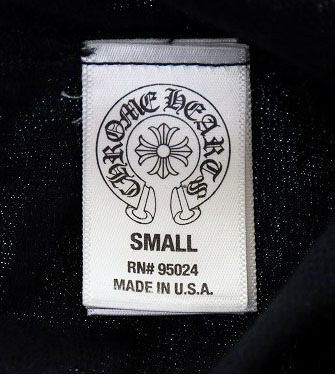 CHROME HEARTS
SMALL
RN# 95024
MADE IN U.S.A.